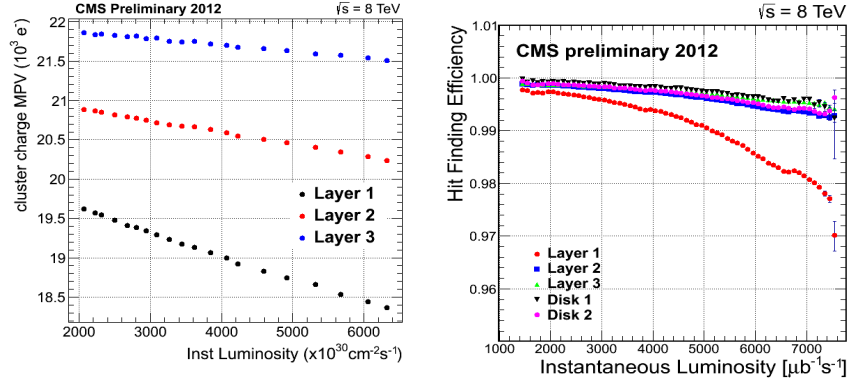 CMS Preliminary 2012
√s = 8 TeV
cluster charge MPV (10³ e⁻)
22
21.5
21
20.5
20
19.5
19
18.5
Layer 1
Layer 2
Layer 3
2000 3000 4000 5000 6000
Inst Luminosity (x10³⁰cm⁻²s⁻¹)
√s = 8 TeV
CMS preliminary 2012
Hit Finding Efficiency
1.01
1.00
0.99
0.98
0.97
0.96
Layer 1
Layer 2
Layer 3
Disk 1
Disk 2
1000 2000 3000 4000 5000 6000 7000
Instantaneous Luminosity [μb⁻¹s⁻¹]